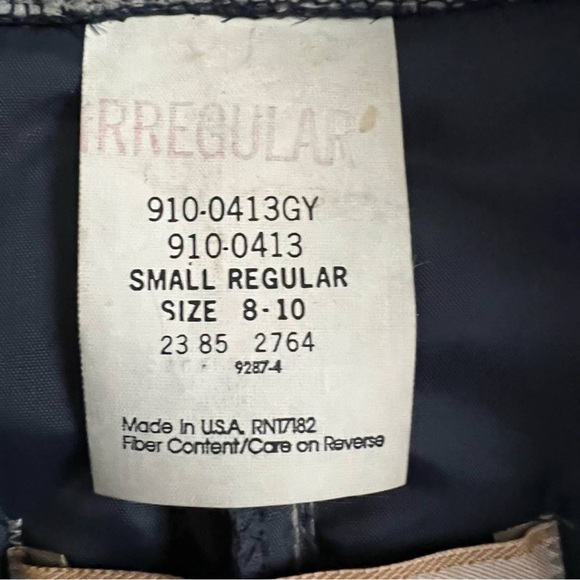 IRREGULAR
910-0413GY
910-0413
SMALL REGULAR
SIZE 8-10
23 85 2764
9287-4
Made In U.S.A. RN17182
Fiber Content/Care on Reverse